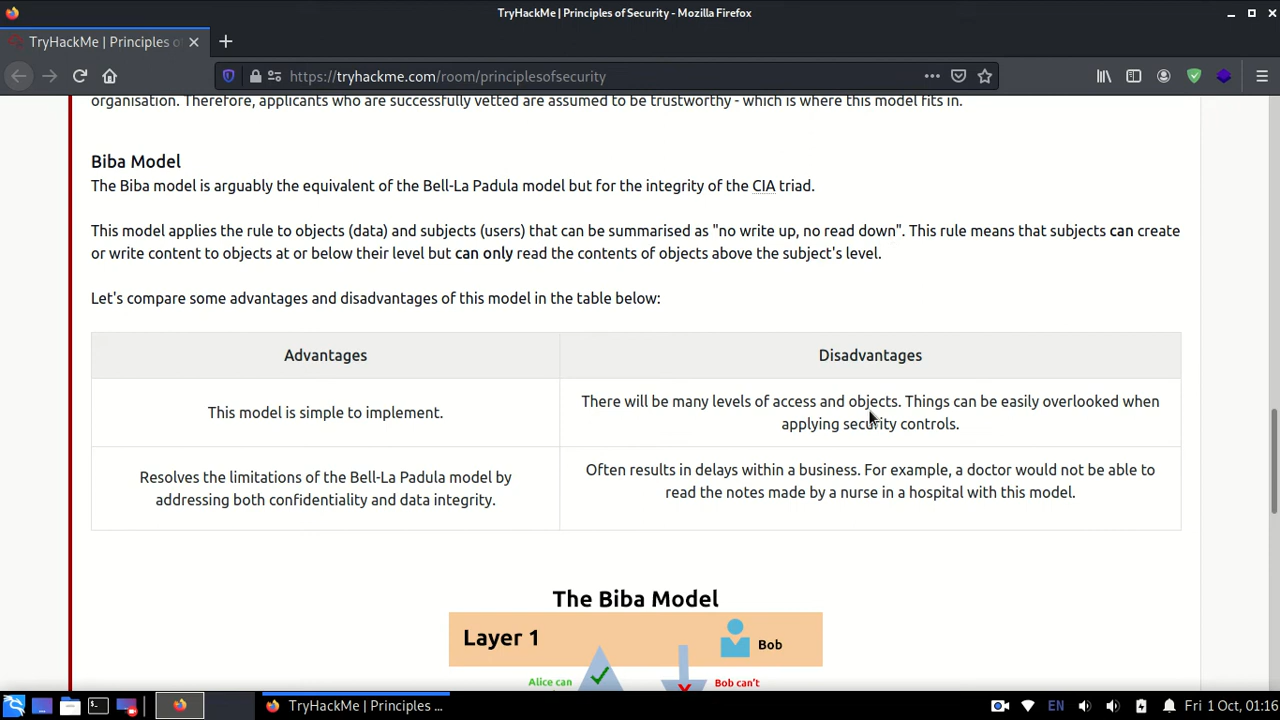 TryHackMe | Principles of Security - Mozilla Firefox
TryHackMe | Principles o
https://tryhackme.com/room/principlesofsecurity
organisation. Therefore, applicants who are successfully vetted are assumed to be trustworthy - which is where this model fits in.
Biba Model
The Biba model is arguably the equivalent of the Bell-La Padula model but for the integrity of the CIA triad.
This model applies the rule to objects (data) and subjects (users) that can be summarised as "no write up, no read down". This rule means that subjects can create
or write content to objects at or below their level but can only read the contents of objects above the subject's level.
Let's compare some advantages and disadvantages of this model in the table below:
Advantages
Disadvantages
This model is simple to implement.
There will be many levels of access and objects. Things can be easily overlooked when
applying security controls.
Resolves the limitations of the Bell-La Padula model by
addressing both confidentiality and data integrity.
Often results in delays within a business. For example, a doctor would not be able to
read the notes made by a nurse in a hospital with this model.
The Biba Model
Layer 1
Bob
Alice can
Bob can't
TryHackMe | Principles ...
EN
Fri 1 Oct, 01:16